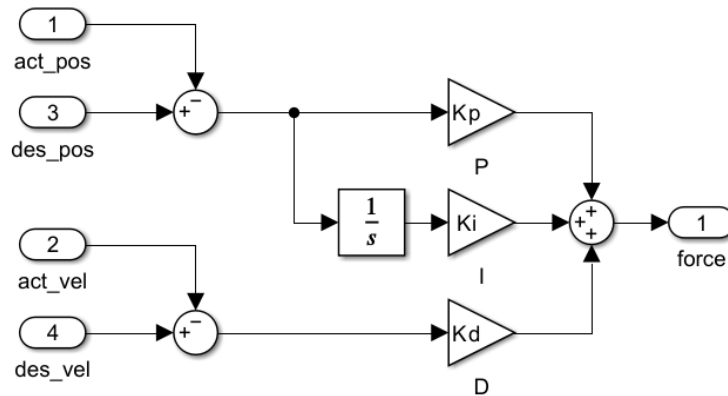 1
act_pos
−
3
+
des_pos
Kp
P
1
s
Ki
I
+
+
+
1
force
2
act_vel
−
4
+
des_vel
Kd
D